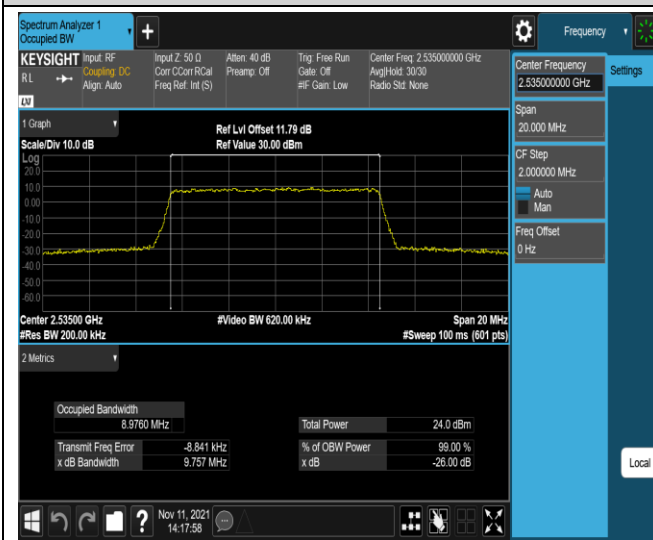 Spectrum Analyzer 1
Occupied BW
+
Frequency
KEYSIGHT
R L
LXI
Input: RF
Coupling: DC
Align: Auto
Input Z: 50 Ω
Corr CCorr RCal
Freq Ref: Int (S)
Atten: 40 dB
Preamp: Off
Trig: Free Run
Gate: Off
#IF Gain: Low
Center Freq: 2.535000000 GHz
Avg|Hold: 30/30
Radio Std: None
Center Frequency
2.535000000 GHz
Settings
Span
20.000 MHz
CF Step
2.000000 MHz
Auto
Man
Freq Offset
0 Hz
1 Graph
Scale/Div 10.0 dB
Ref Lvl Offset 11.79 dB
Ref Value 30.00 dBm
Log
20.0
10.0
0.00
-10.0
-20.0
-30.0
-40.0
-50.0
-60.0
Center 2.53500 GHz
#Video BW 620.00 kHz
Span 20 MHz
#Res BW 200.00 kHz
#Sweep 100 ms (601 pts)
2 Metrics
Occupied Bandwidth
8.9760 MHz
Total Power 24.0 dBm
Transmit Freq Error -8.841 kHz
% of OBW Power 99.00 %
x dB Bandwidth 9.757 MHz
x dB -26.00 dB
Local
?
Nov 11, 2021
14:17:58